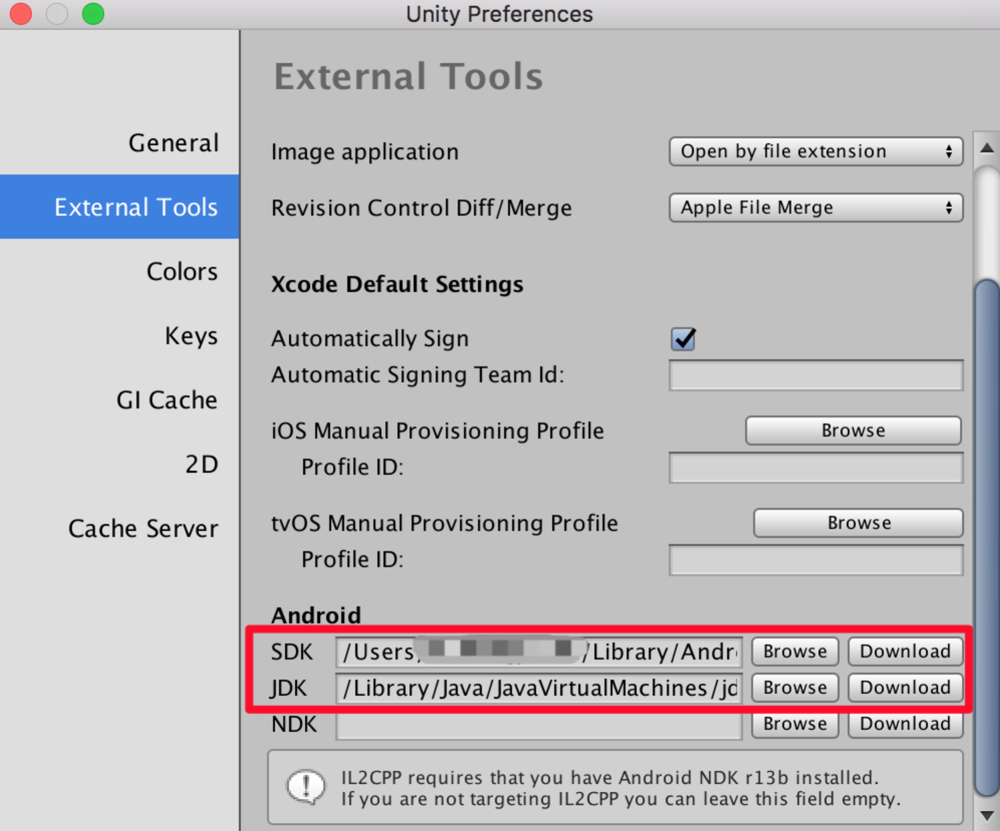 Unity Preferences
External Tools
General
External Tools
Colors
Keys
GI Cache
2D
Cache Server
Image application
Open by file extension
Revision Control Diff/Merge
Apple File Merge
Xcode Default Settings
Automatically Sign
Automatic Signing Team Id:
iOS Manual Provisioning Profile
Browse
Profile ID:
tvOS Manual Provisioning Profile
Browse
Profile ID:
Android
SDK /Users/ /Library/Andr Browse Download
JDK /Library/Java/JavaVirtualMachines/jd Browse Download
NDK Browse Download
IL2CPP requires that you have Android NDK r13b installed.
If you are not targeting IL2CPP you can leave this field empty.